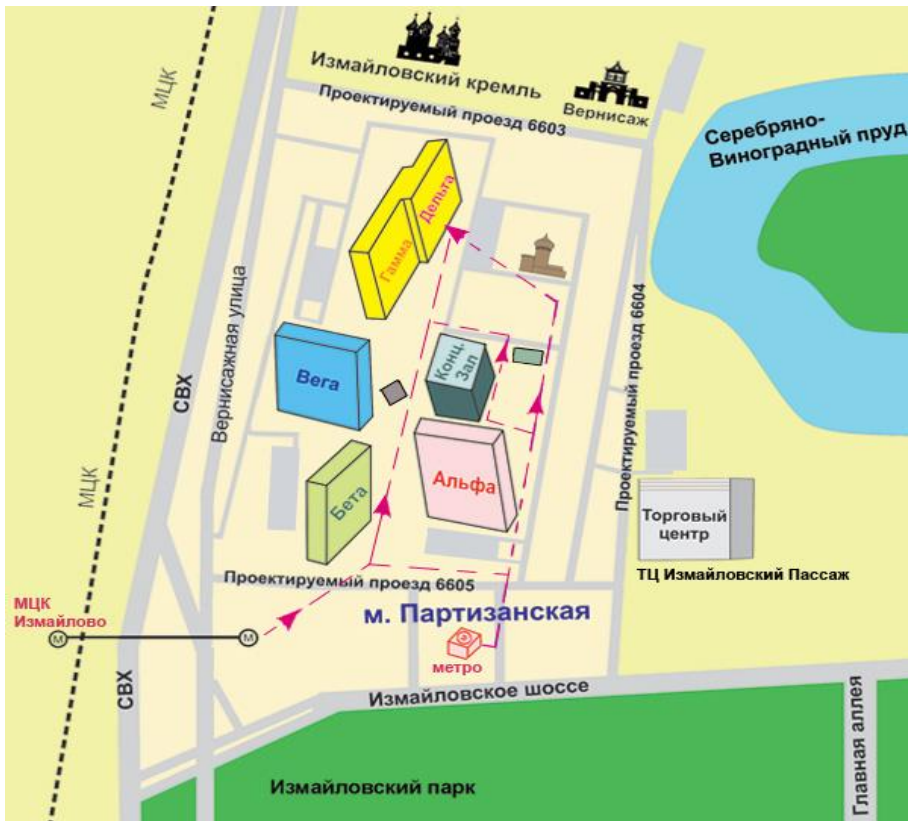 МЦК
Измайловский кремль
Вернисаж
Проектируемый проезд 6603
Серебряно-
Виноградный пруд
Дельта
Гамма
Вернисажная улица
Проектируемый проезд 6604
Конц.
Зал
Вега
СВХ
МЦК
Альфа
Бета
Торговый
центр
ТЦ Измайловский Пассаж
Проектируемый проезд 6605
МЦК
Измайлово
м. Партизанская
М
М
метро
СВХ
Измайловское шоссе
Главная аллея
Измайловский парк